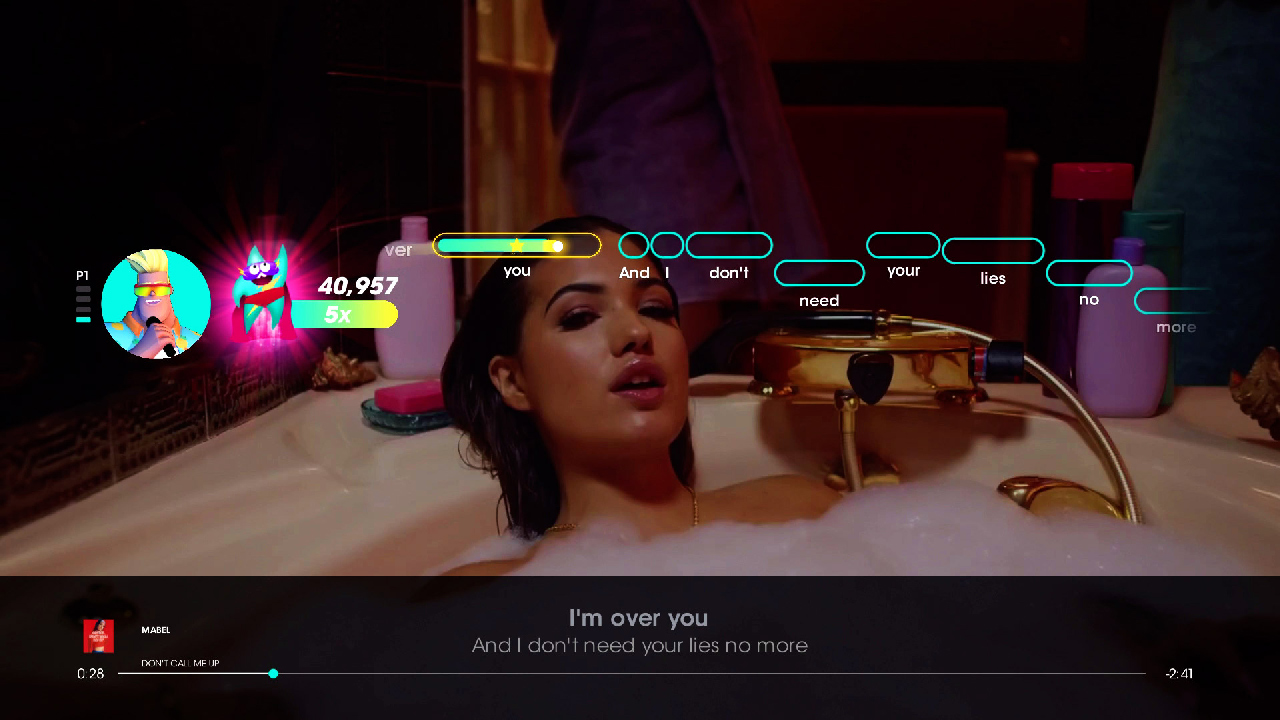 ver
you
And I don't need your lies no more
P1
40,957
5x
I'm over you
And I don't need your lies no more
MABEL
DON'T CALL ME UP
0:28
-2:41